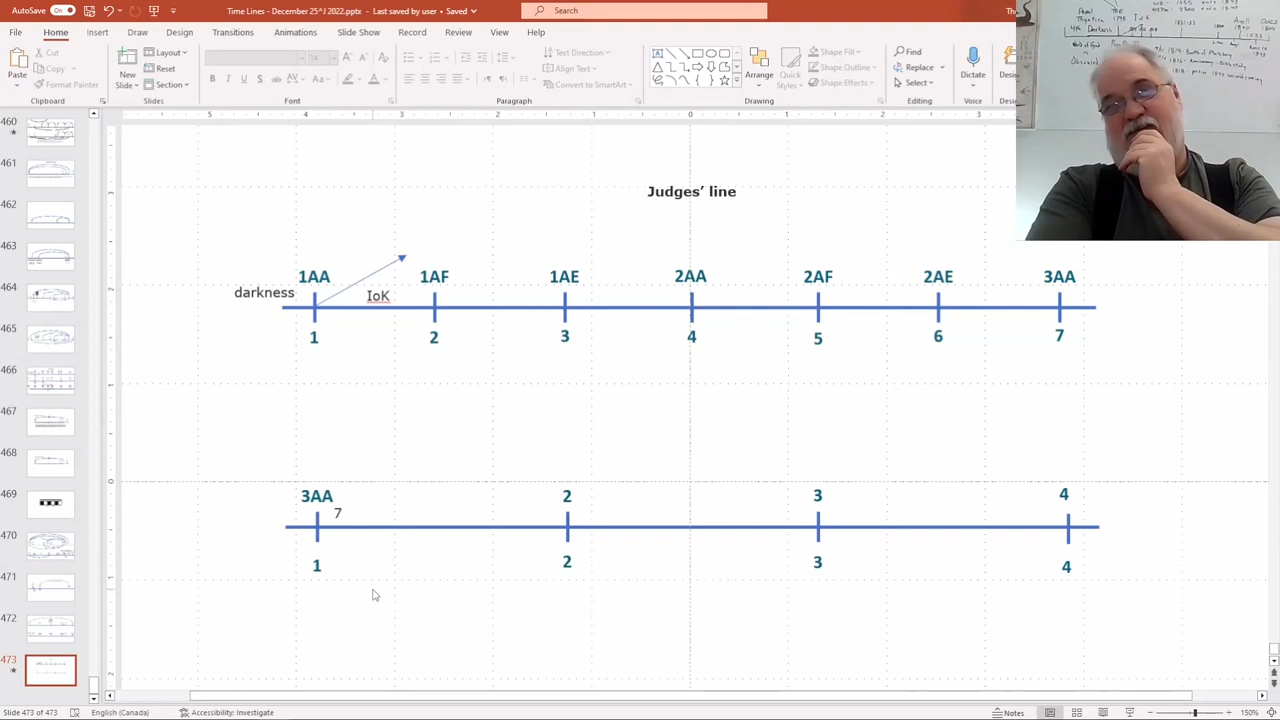 AutoSave On Time Lines - December 25^J 2022.pptx • Last saved by user • Saved Search
File Home Insert Draw Design Transitions Animations Slide Show Record Review View Help
Cut
Copy
Format Painter
Paste
Clipboard
New
Slide
Layout
Reset
Section
Slides
Font
Text Direction
Align Text
Convert to SmartArt
Paragraph
Arrange
Quick
Styles
Shape Fill
Shape Outline
Shape Effects
Drawing
Find
Replace
Select
Editing
Dictate
Voice
460
461
462
463
464
465
466
467
468
469
470
471
472
473
Judges’ line
1AA 1AF 1AE 2AA 2AF 2AE 3AA
darkness IoK
1 2 3 4 5 6 7
3AA 2 3 4
7
1 2 3 4
Slide 473 of 473 English (Canada) Accessibility: Investigate Notes 150%